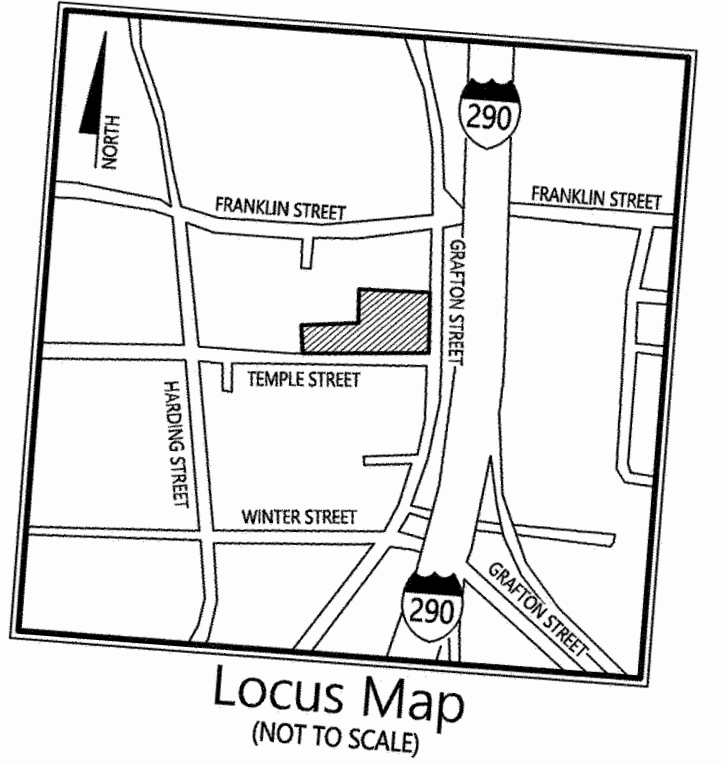 290
NORTH
FRANKLIN STREET
FRANKLIN STREET
GRAFTON STREET
TEMPLE STREET
HARDING STREET
WINTER STREET
GRAFTON STREET
290
Locus Map
(NOT TO SCALE)